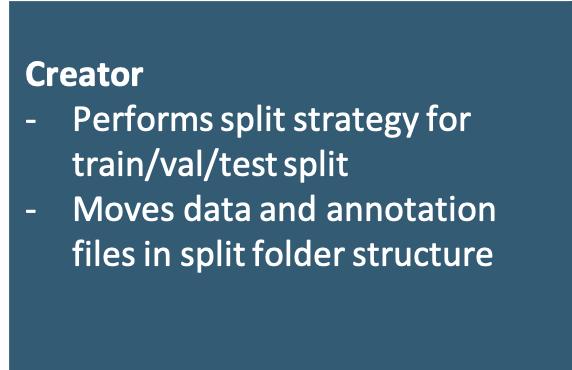 Creator
- Performs split strategy for
train/val/test split
- Moves data and annotation
files in split folder structure